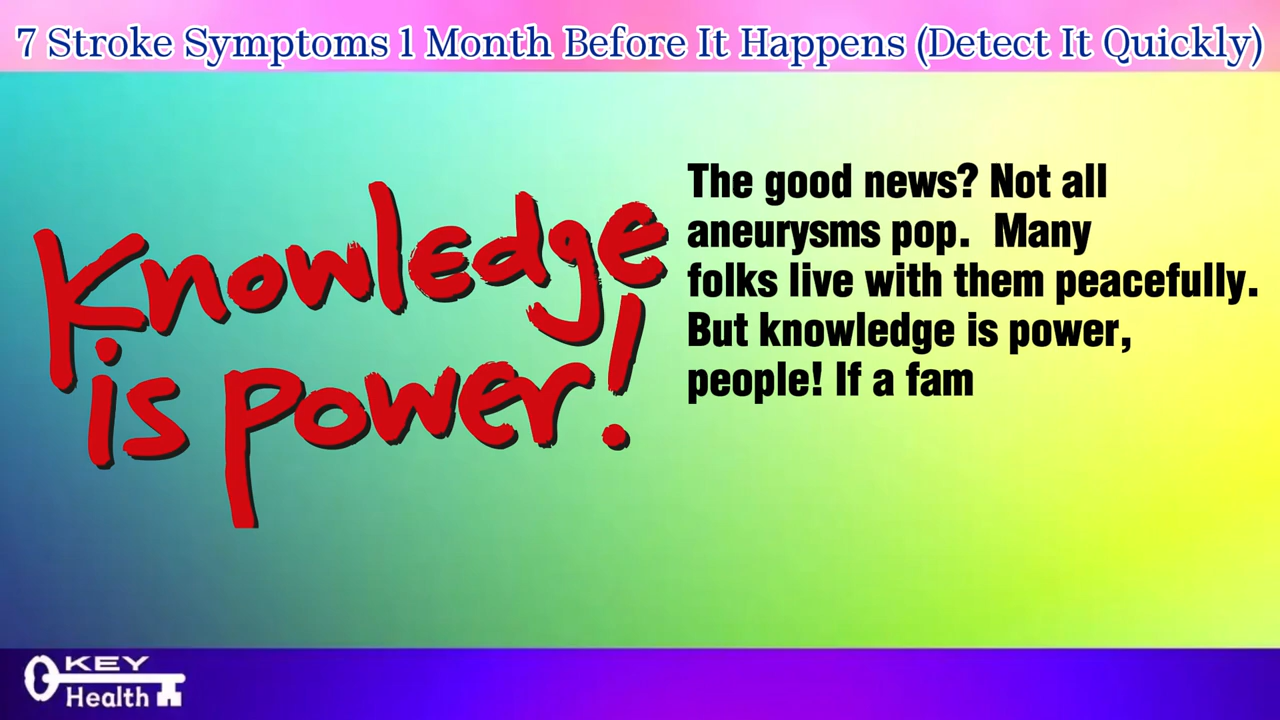 7 Stroke Symptoms 1 Month Before It Happens (Detect It Quickly)
Knowledge
is power!
The good news? Not all
aneurysms pop.  Many
folks live with them peacefully.
But knowledge is power,
people! If a fam
KEY
Health